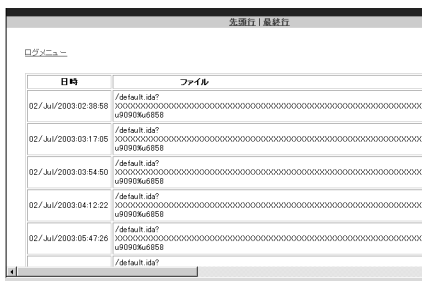 先頭行 | 最終行
ログメニュー
日時 ファイル
02/Jul/2003:02:38:58 /default.ida?
XXXXXXXXXXXXXXXXXXXXXXXXXXXXXXXXXXXXXXXXXXXXXXXXXXXX
u9090%u6858
02/Jul/2003:03:17:05 /default.ida?
XXXXXXXXXXXXXXXXXXXXXXXXXXXXXXXXXXXXXXXXXXXXXXXXXXXX
u9090%u6858
02/Jul/2003:03:54:50 /default.ida?
XXXXXXXXXXXXXXXXXXXXXXXXXXXXXXXXXXXXXXXXXXXXXXXXXXXX
u9090%u6858
02/Jul/2003:04:12:22 /default.ida?
XXXXXXXXXXXXXXXXXXXXXXXXXXXXXXXXXXXXXXXXXXXXXXXXXXXX
u9090%u6858
02/Jul/2003:05:47:26 /default.ida?
XXXXXXXXXXXXXXXXXXXXXXXXXXXXXXXXXXXXXXXXXXXXXXXXXXXX
u9090%u6858
/default.ida?